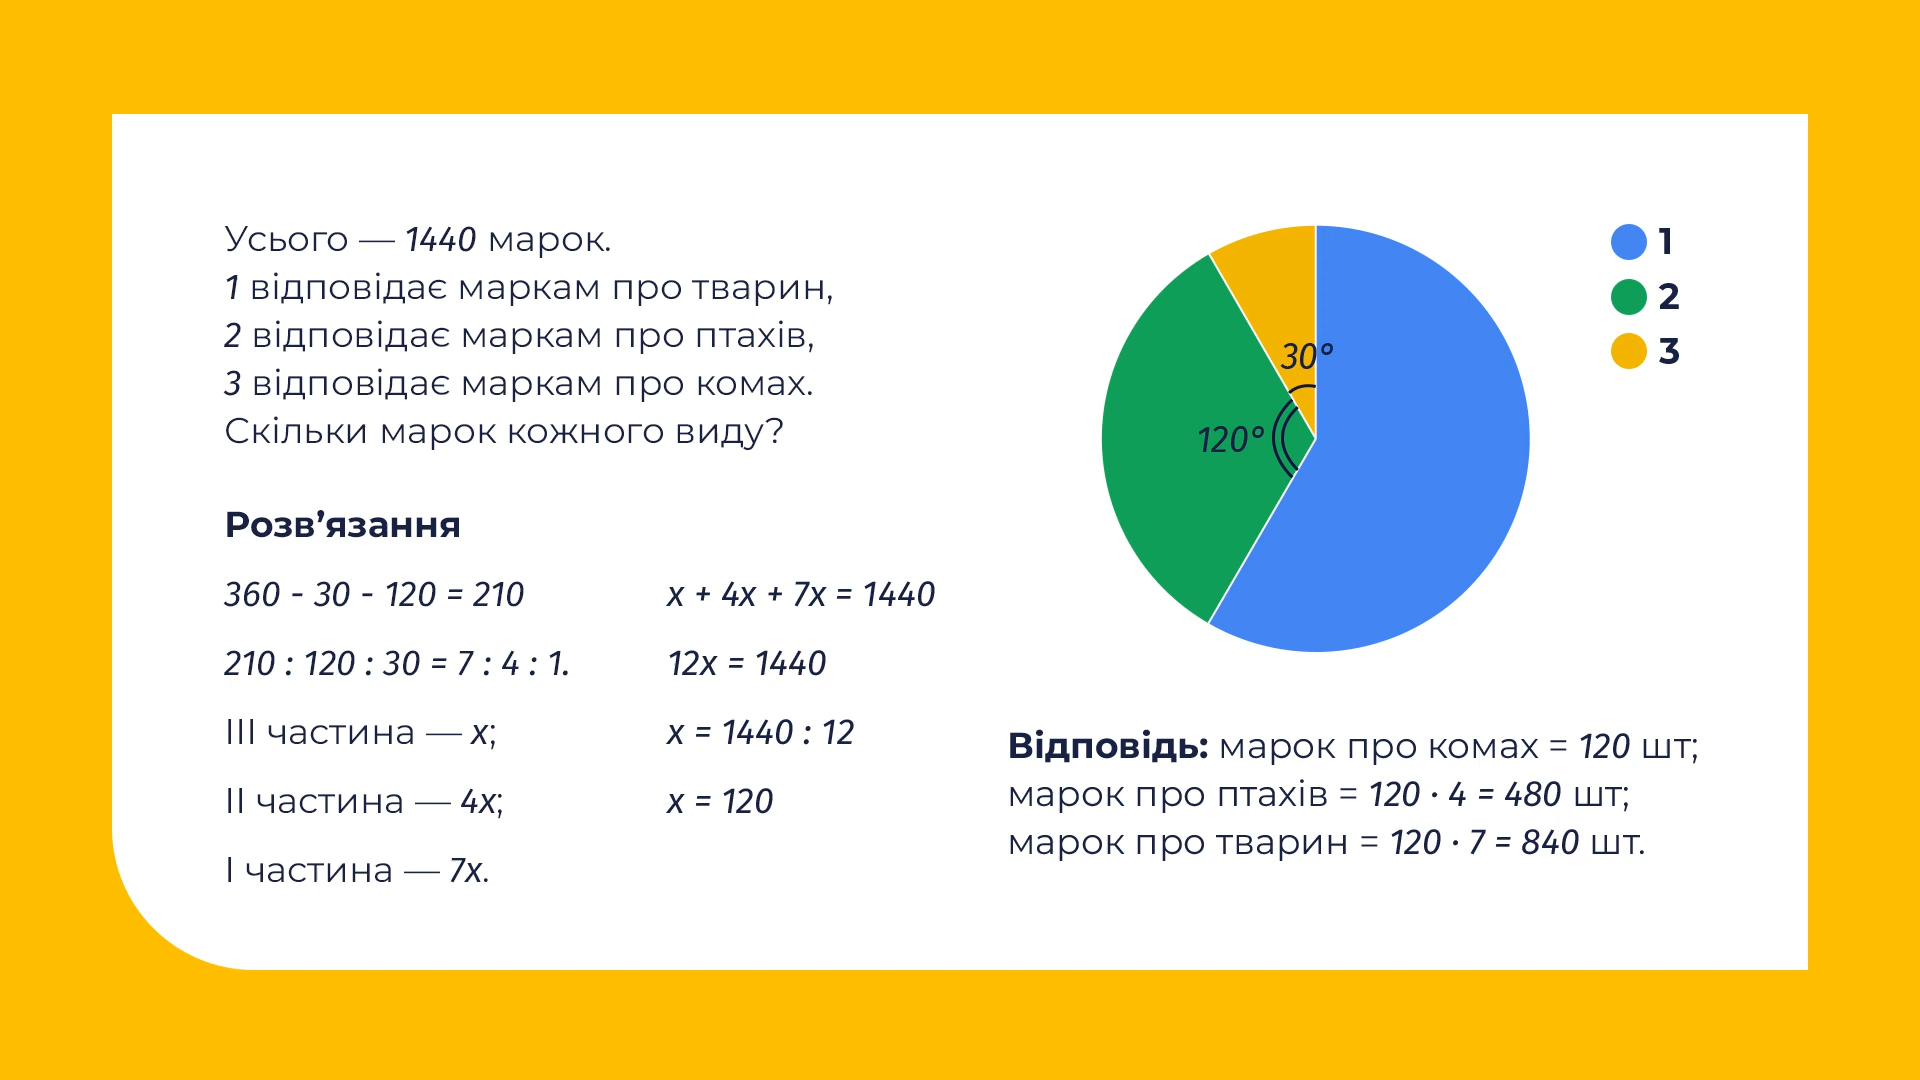 Усього — 1440 марок.
1 відповідає маркам про тварин,
2 відповідає маркам про птахів,
3 відповідає маркам про комах.
Скільки марок кожного виду?
Розв’язання
360 - 30 - 120 = 210
210 : 120 : 30 = 7 : 4 : 1.
III частина — x;
II частина — 4x;
I частина — 7x.
x + 4x + 7x = 1440
12x = 1440
x = 1440 : 12
x = 120
30°
120°
1
2
3
Відповідь: марок про комах = 120 шт;
марок про птахів = 120 · 4 = 480 шт;
марок про тварин = 120 · 7 = 840 шт.